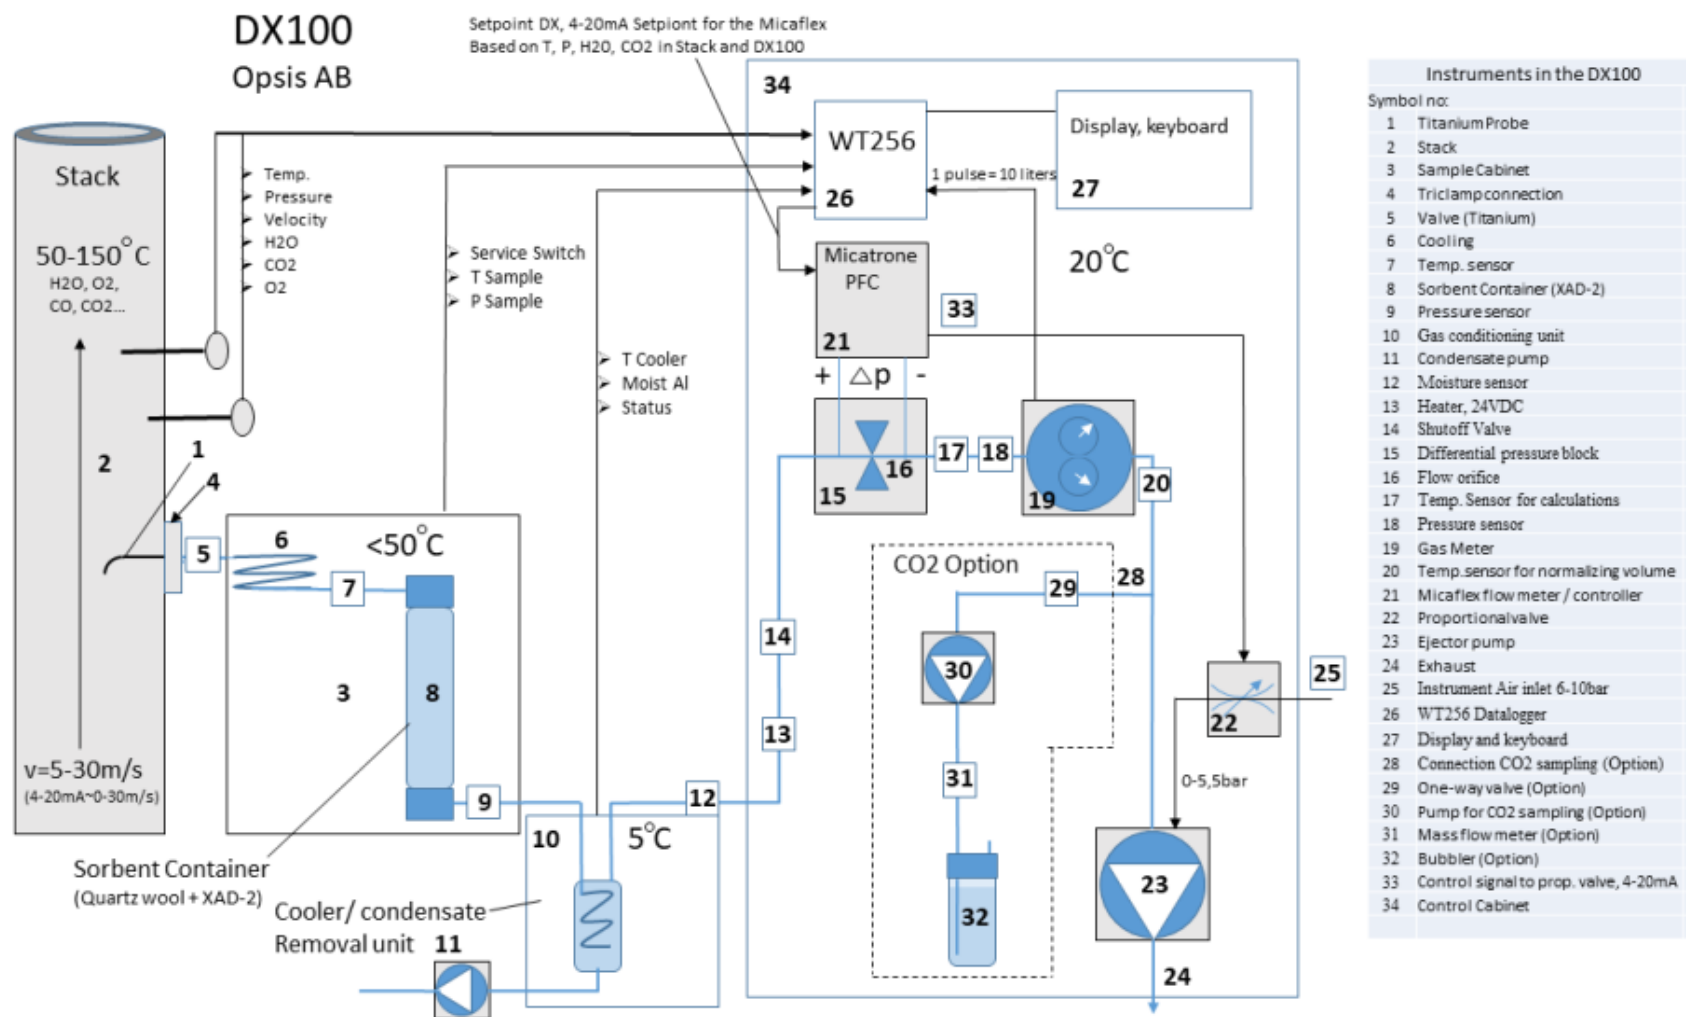 DX100
Opsis AB
Setpoint DX, 4-20mA Setpiont for the Micaflex
Based on T, P, H20, CO2 in Stack and DX100
Stack
50-150°C
H2O, O2,
CO, CO2...
2
v=5-30m/s
(4-20mA~0-30m/s)
Temp.
Pressure
Velocity
H2O
CO2
O2
Service Switch
T Sample
P Sample
T Cooler
Moist Al
Status
1
4
5
6
<50°C
7
3
8
9
Sorbent Container
(Quartz wool + XAD-2)
Cooler/ condensate
Removal unit
11
10
5°C
12
13
14
34
WT256
26
Display, keyboard
27
1 pulse = 10 liters
20°C
Micatrone
PFC
21
33
+ △p -
15
16
17
18
19
20
CO2 Option
28
29
30
31
32
22
25
0-5,5bar
23
24
Instruments in the DX100
Symbol no:
1 Titanium Probe
2 Stack
3 Sample Cabinet
4 Triclamp connection
5 Valve (Titanium)
6 Cooling
7 Temp. sensor
8 Sorbent Container (XAD-2)
9 Pressure sensor
10 Gas conditioning unit
11 Condensate pump
12 Moisture sensor
13 Heater, 24VDC
14 Shutoff Valve
15 Differential pressure block
16 Flow orifice
17 Temp. Sensor for calculations
18 Pressure sensor
19 Gas Meter
20 Temp.sensor for normalizing volume
21 Micaflex flow meter / controller
22 Proportionalvalve
23 Ejector pump
24 Exhaust
25 Instrument Air inlet 6-10bar
26 WT256 Datalogger
27 Display and keyboard
28 Connection CO2 sampling (Option)
29 One-way valve (Option)
30 Pump for CO2 sampling (Option)
31 Mass flow meter (Option)
32 Bubbler (Option)
33 Control signal to prop. valve, 4-20mA
34 Control Cabinet